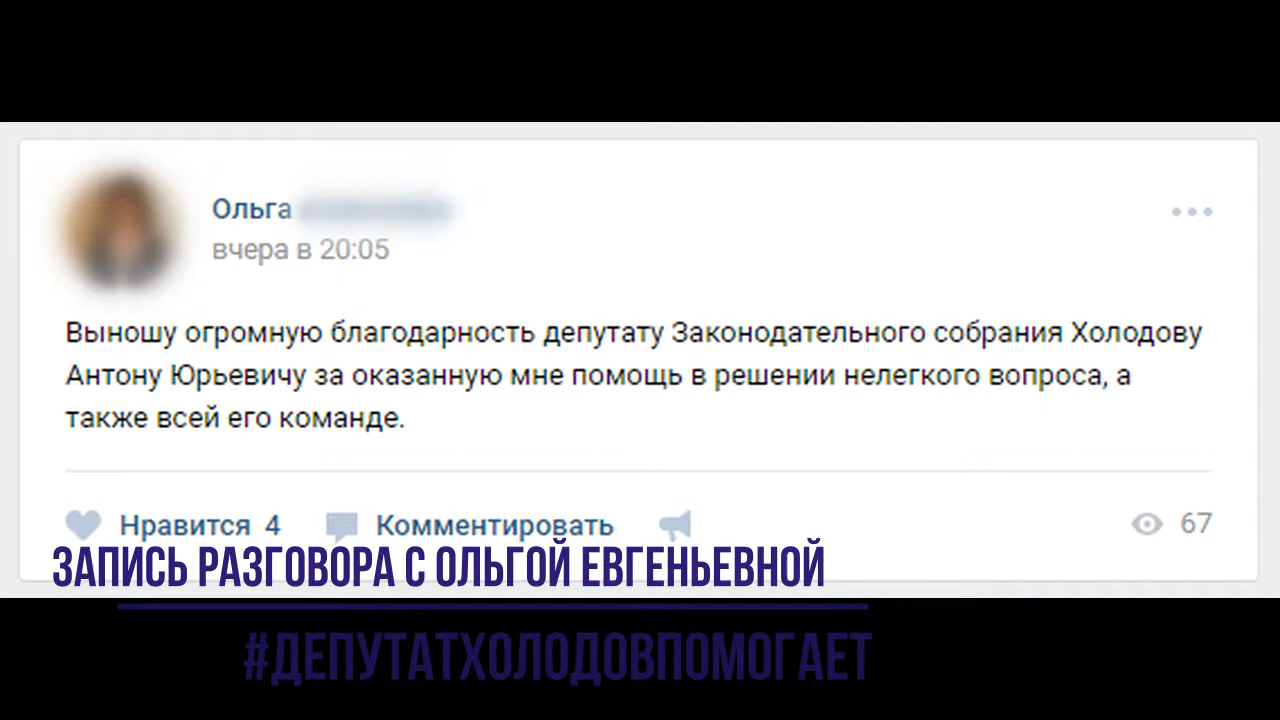 Ольга
вчера в 20:05
Выношу огромную благодарность депутату Законодательного собрания Холодову
Антону Юрьевичу за оказанную мне помощь в решении нелегкого вопроса, а
также всей его команде.
Нравится 4 Комментировать 67
ЗАПИСЬ РАЗГОВОРА С ОЛЬГОЙ ЕВГЕНЬЕВНОЙ
#ДЕПУТАТХОЛОДОВПОМОГАЕТ